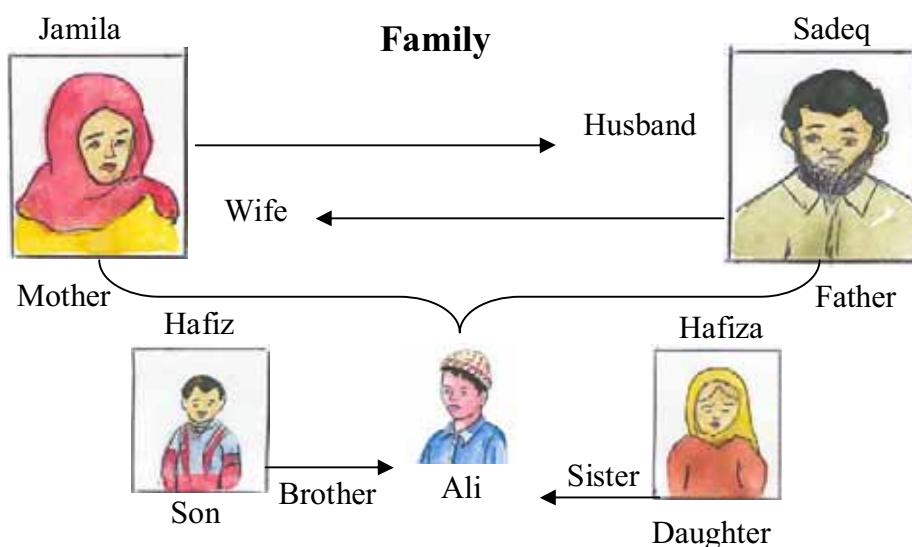 Jamila
Family
Sadeq
Husband
Wife
Mother
Father
Hafiz
Hafiza
Brother
Ali
Sister
Son
Daughter